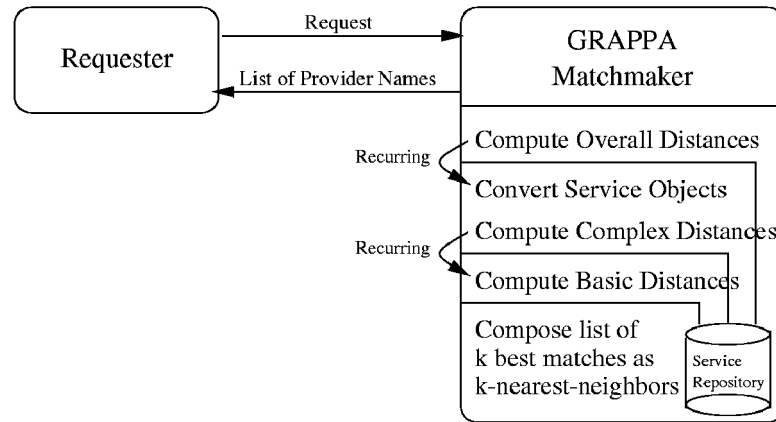 Requester
Request
List of Provider Names
GRAPPA
Matchmaker
Recurring
Compute Overall Distances
Convert Service Objects
Recurring
Compute Complex Distances
Compute Basic Distances
Compose list of
k best matches as
k-nearest-neighbors
Service
Repository